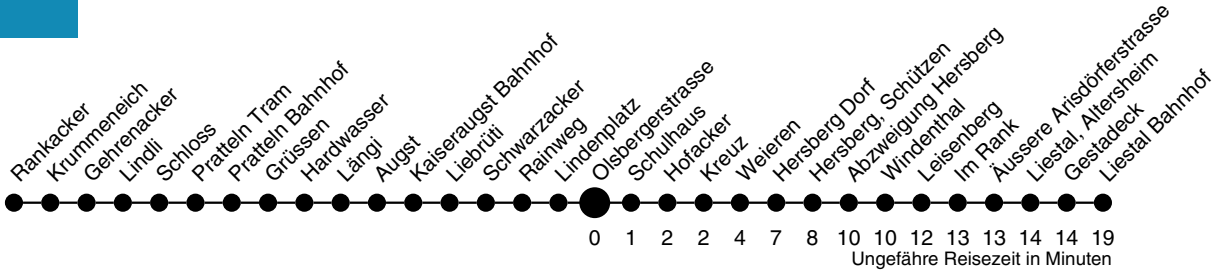 Rankacker
Krummeneich
Gehrenacker
Lindli
Schloss
Pratteln Tram
Pratteln Bahnhof
Grüssen
Hardwasser
Längi
Augst
Kaiseraugst Bahnhof
Liebrüti
Schwarzacker
Rainweg
Lindenplatz
Olsbergerstrasse
Schulhaus
Hofacker
Kreuz
Weieren
Hersberg Dorf
Hersberg, Schützen
Abzweigung Hersberg
Windenthal
Leisenberg
Im Rank
Äussere Arisdörferstrasse
Liestal, Altersheim
Gestadeck
Liestal Bahnhof
0 1 2 2 4 7 8 10 10 12 13 13 14 14 19
Ungefähre Reisezeit in Minuten